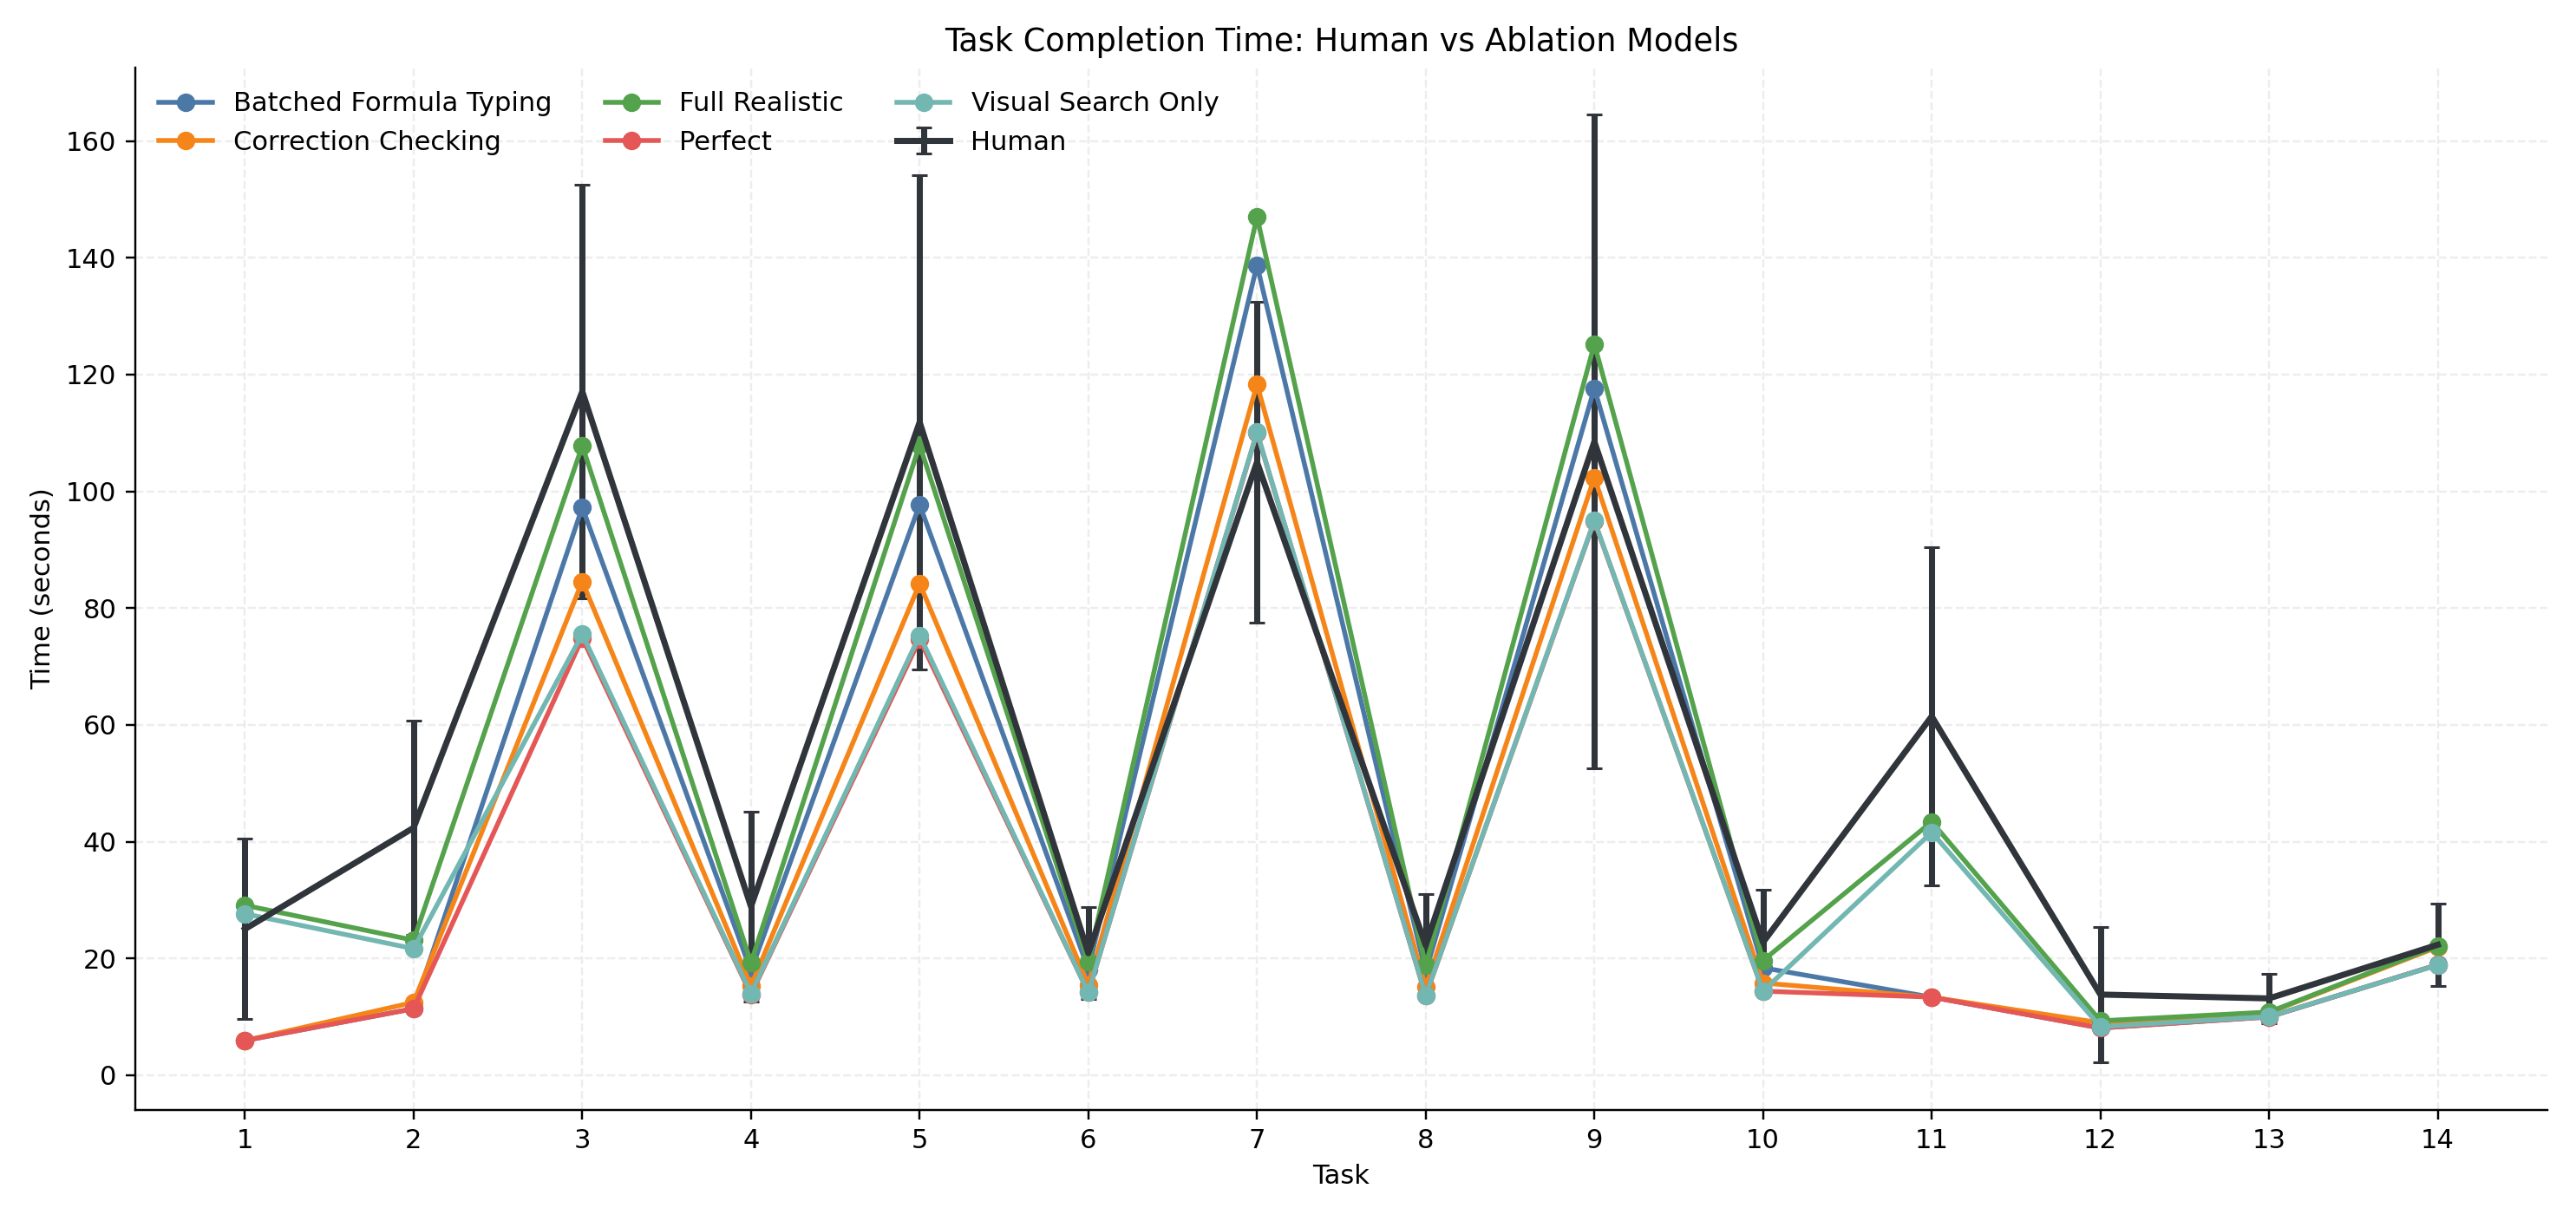 Task Completion Time: Human vs Ablation Models
Batched Formula Typing
Correction Checking
Full Realistic
Perfect
Visual Search Only
Human
Time (seconds)
160
140
120
100
80
60
40
20
0
1 2 3 4 5 6 7 8 9 10 11 12 13 14
Task